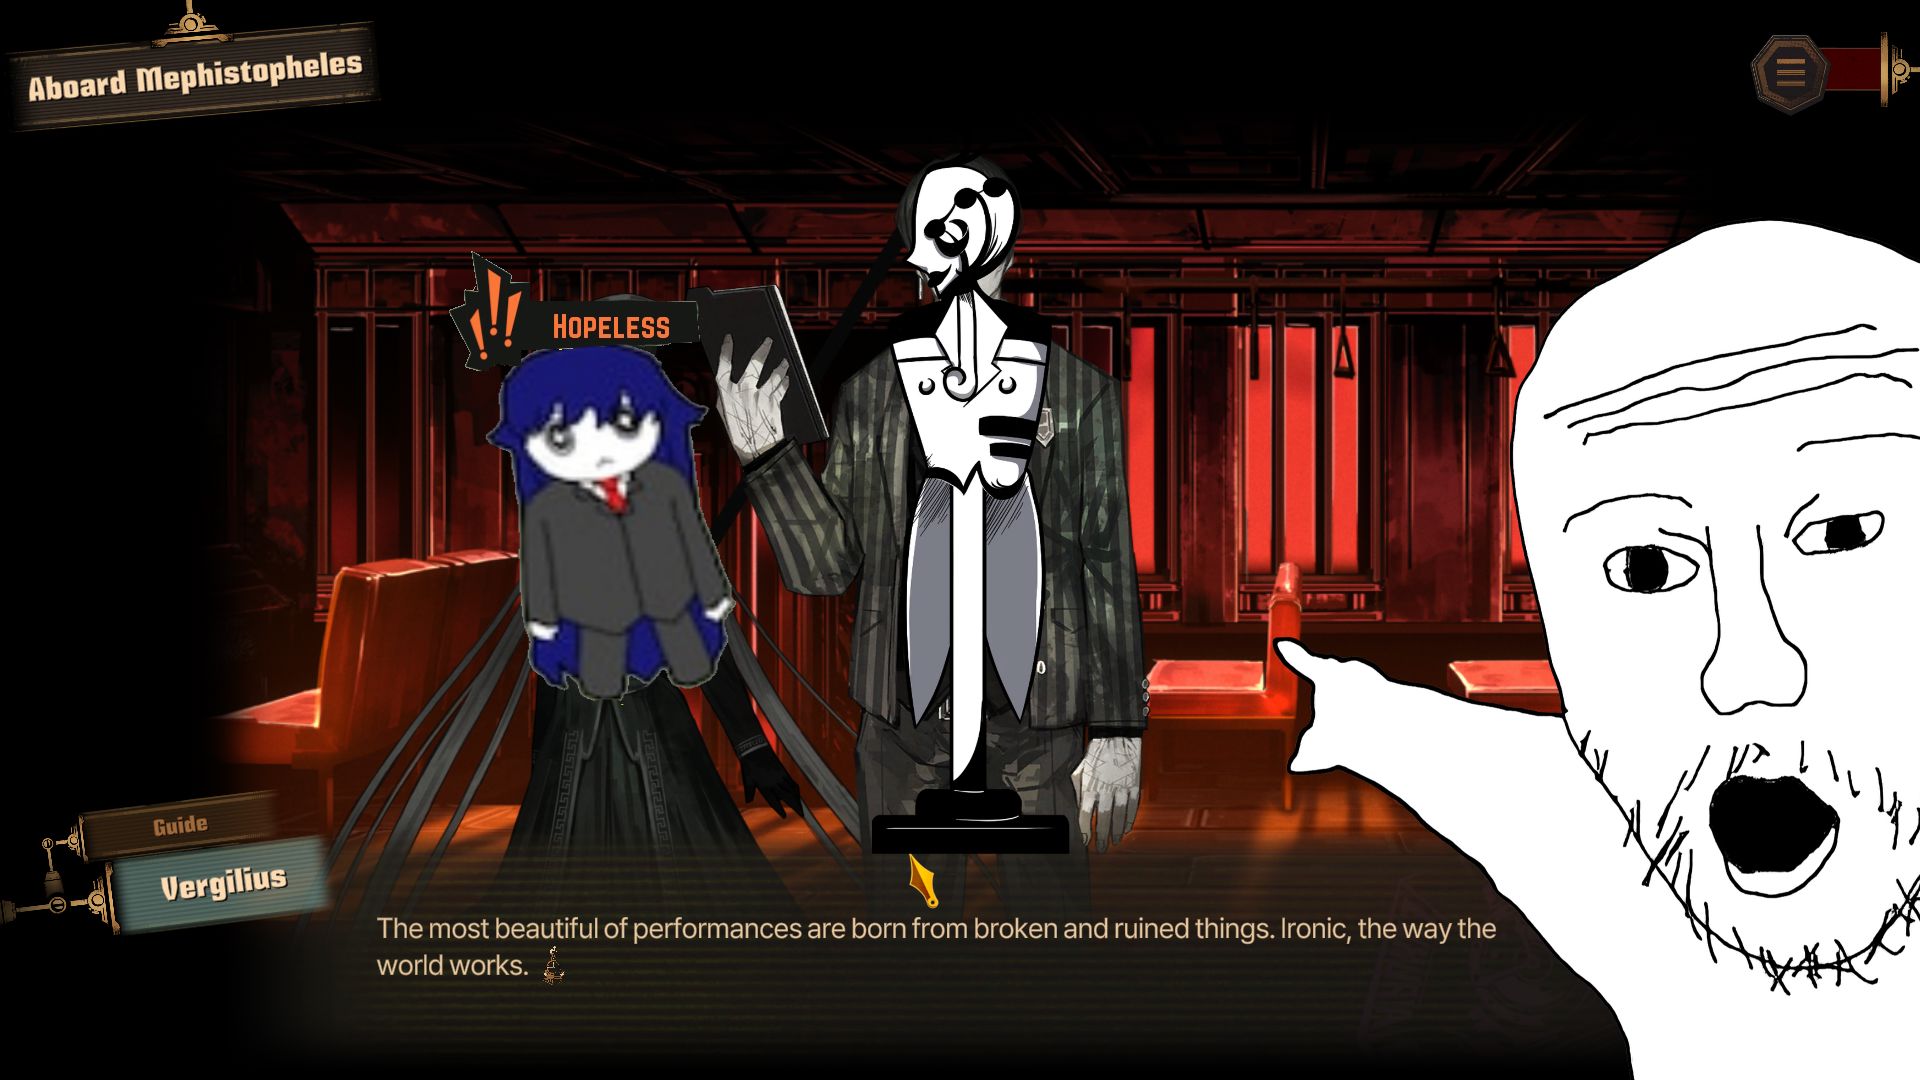 Aboard Mephistopheles
!!! HOPELESS
Guide
Vergilius
The most beautiful of performances are born from broken and ruined things. Ironic, the way the
world works.